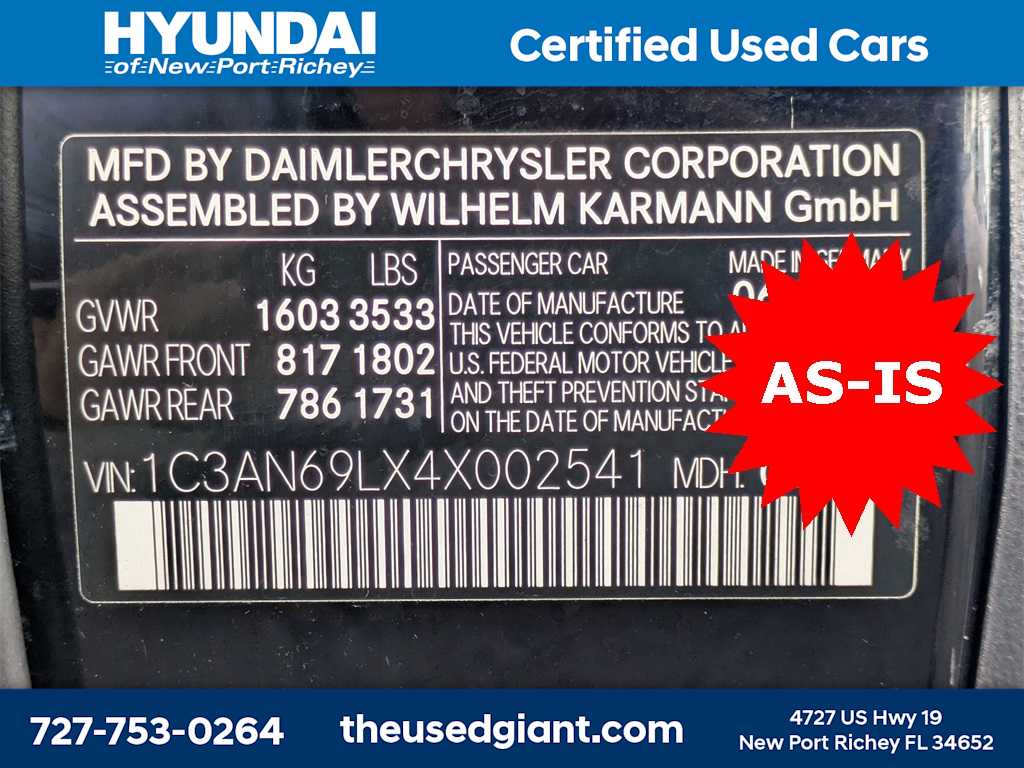 HYUNDAI
of New Port Richey
Certified Used Cars
MFD BY DAIMLERCHRYSLER CORPORATION
ASSEMBLED BY WILHELM KARMANN GmbH
KG LBS
GVWR 1603 3533
GAWR FRONT 817 1802
GAWR REAR 786 1731
PASSENGER CAR MADE IN GERMANY
DATE OF MANUFACTURE
THIS VEHICLE CONFORMS TO
U.S. FEDERAL MOTOR VEHICLE
AND THEFT PREVENTION
ON THE DATE OF
VIN: 1C3AN69LX4X002541 MDH:
AS-IS
727-753-0264
theusedgiant.com
4727 US Hwy 19
New Port Richey FL 34652